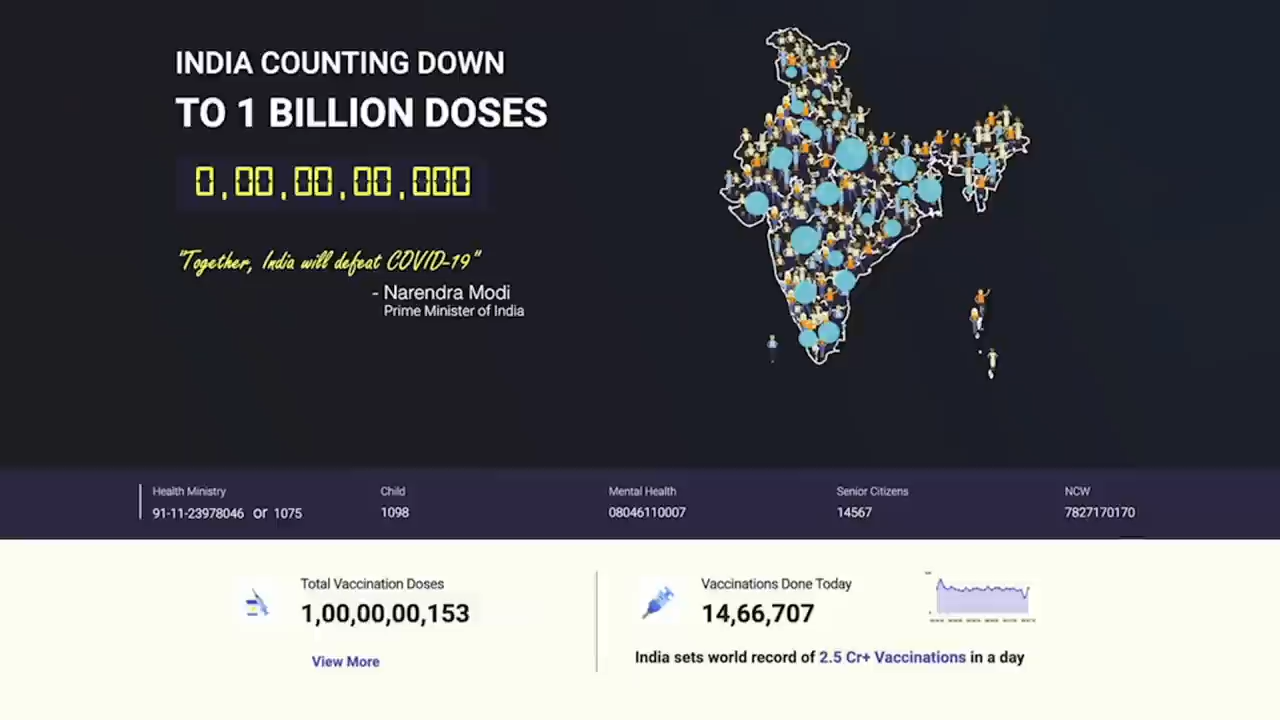 INDIA COUNTING DOWN
TO 1 BILLION DOSES
0,00,00,00,000
"Together, India will defeat COVID-19"
- Narendra Modi
Prime Minister of India
Health Ministry
91-11-23978046 or 1075
Child
1098
Mental Health
08046110007
Senior Citizens
14567
NCW
7827170170
Total Vaccination Doses
1,00,00,00,153
View More
Vaccinations Done Today
14,66,707
India sets world record of 2.5 Cr+ Vaccinations in a day